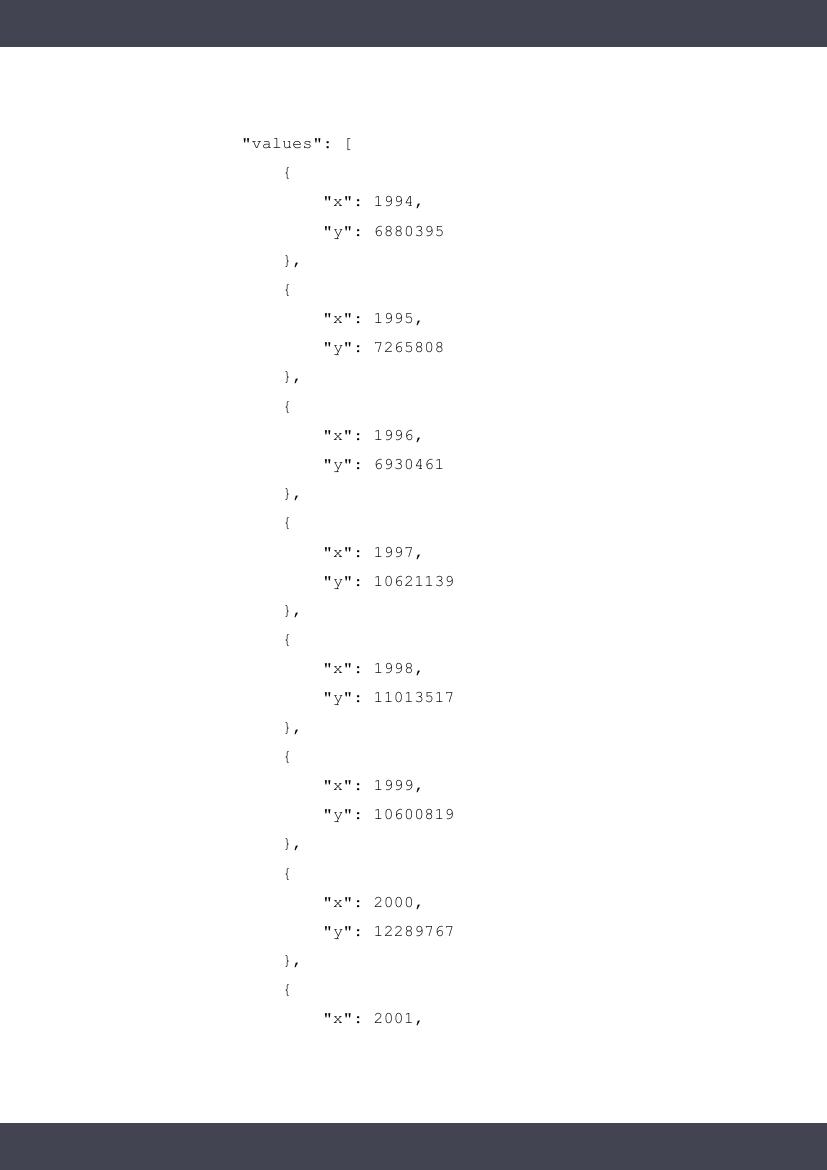 "values": [
{
"x": 1994,
"y": 6880395
},
{
"x": 1995,
"y": 7265808
},
{
"x": 1996,
"y": 6930461
},
{
"x": 1997,
"y": 10621139
},
{
"x": 1998,
"y": 11013517
},
{
"x": 1999,
"y": 10600819
},
{
"x": 2000,
"y": 12289767
},
{
"x": 2001,